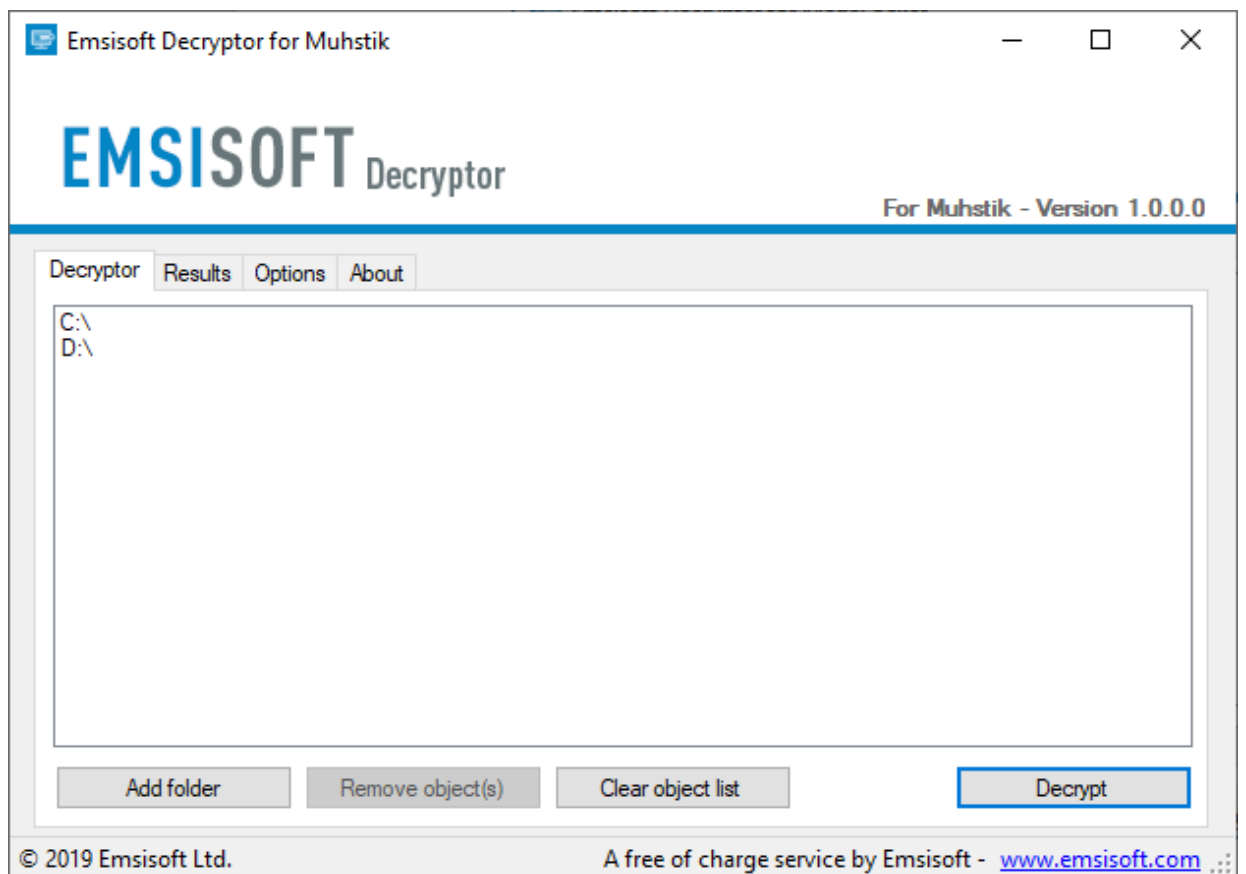 Emsisoft Decryptor for Muhstik
EMSISOFT Decryptor
For Muhstik - Version 1.0.0.0
Decryptor Results Options About
C:\
D:\
Add folder Remove object(s) Clear object list Decrypt
© 2019 Emsisoft Ltd. A free of charge service by Emsisoft - www.emsisoft.com